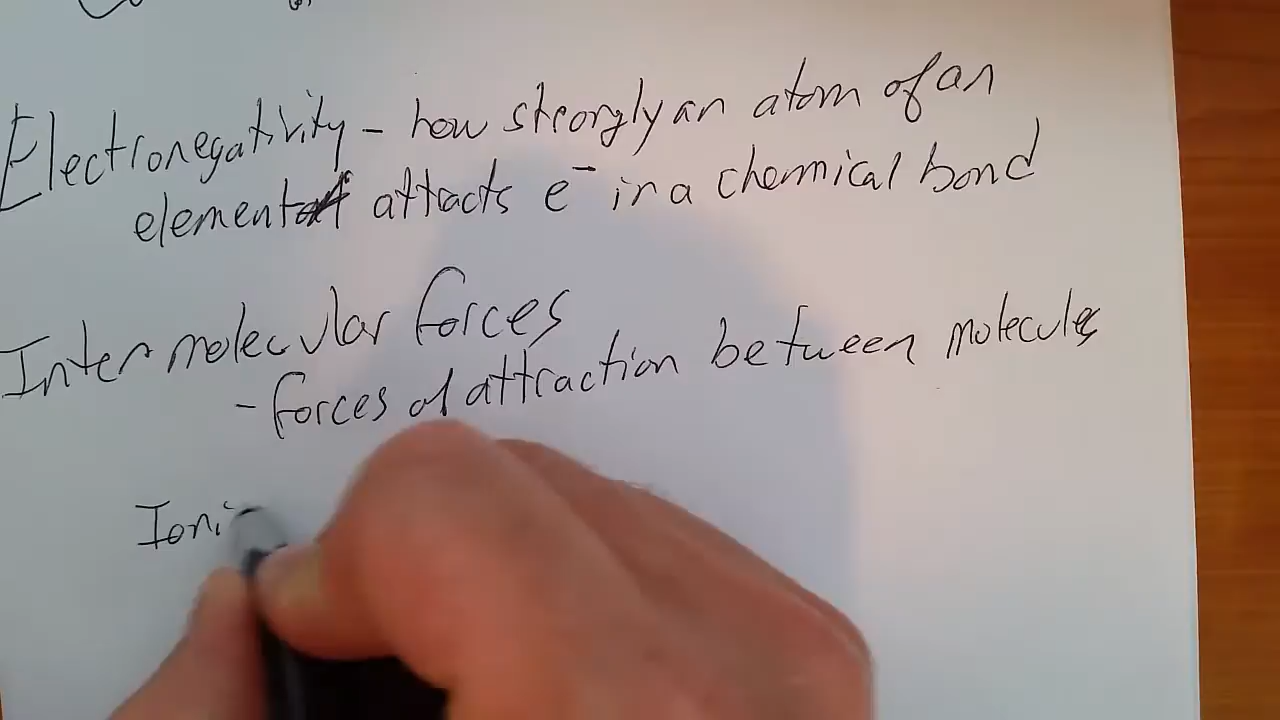 Electronegativity - how strongly an atom of an
element attracts e⁻ in a chemical bond
Intermolecular forces
- forces of attraction between molecules
Ioni